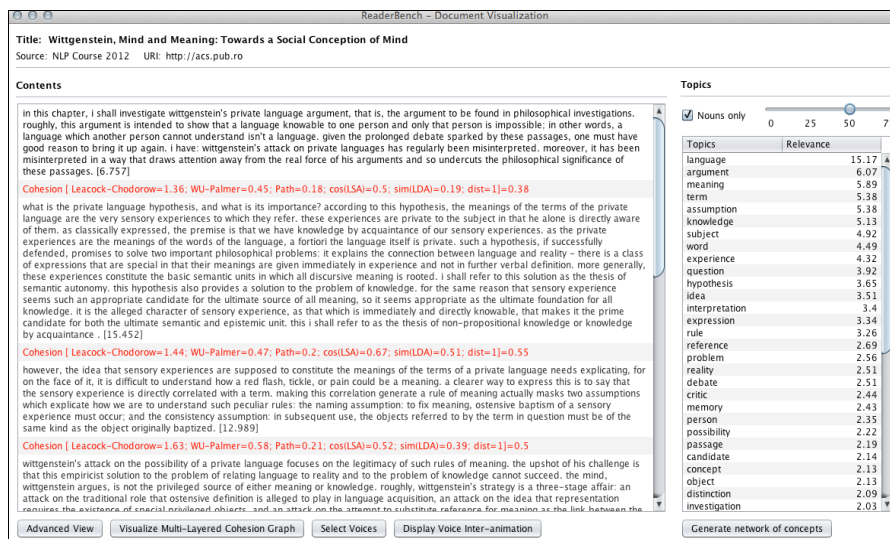 ReaderBench - Document Visualization
Title: Wittgenstein, Mind and Meaning: Towards a Social Conception of Mind
Source: NLP Course 2012 URI: http://acs.pub.ro
Contents
in this chapter, i shall investigate wittgenstein's private language argument, that is, the argument to be found in philosophical investigations.
roughly, this argument is intended to show that a language knowable to one person and only that person is impossible; in other words, a
language which another person cannot understand isn't a language. given the prolonged debate sparked by these passages, one must have
good reason to bring it up again. i have: wittgenstein's attack on private languages has regularly been misinterpreted. moreover, it has been
misinterpreted in a way that draws attention away from the real force of his arguments and so undercuts the philosophical significance of
these passages. [6.757]
Cohesion [ Leacock-Chodorow=1.36; WU-Palmer=0.45; Path=0.18; cos(LSA)=0.5; sim(LDA)=0.19; dist=1]=0.38
what is the private language hypothesis, and what is its importance? according to this hypothesis, the meanings of the terms of the private
language are the very sensory experiences to which they refer. these experiences are private to the subject in that he alone is directly aware
of them. as classically expressed, the premise is that we have knowledge by acquaintance of our sensory experiences. as the private
experiences are the meanings of the words of the language, a fortiori the language itself is private. such a hypothesis, if successfully
defended, promises to solve two important philosophical problems: it explains the connection between language and reality - there is a class
of expressions that are special in that their meanings are given immediately in experience and not in further verbal definition. more generally,
these experiences constitute the basic semantic units in which all discursive meaning is rooted. i shall refer to this solution as the thesis of
semantic autonomy. this hypothesis also provides a solution to the problem of knowledge. for the same reason that sensory experience
seems such an appropriate candidate for the ultimate source of all meaning, so it seems appropriate as the ultimate foundation for all
knowledge. it is the alleged character of sensory experience, as that which is immediately and directly knowable, that makes it the prime
candidate for both the ultimate semantic and epistemic unit. this i shall refer to as the thesis of non-propositional knowledge or knowledge
by acquaintance . [15.452]
Cohesion [ Leacock-Chodorow=1.44; WU-Palmer=0.47; Path=0.2; cos(LSA)=0.67; sim(LDA)=0.51; dist=1]=0.55
however, the idea that sensory experiences are supposed to constitute the meanings of the terms of a private language needs explicating, for
on the face of it, it is difficult to understand how a red flash, tickle, or pain could be a meaning. a clearer way to express this is to say that
the sensory experience is directly correlated with a term. making this correlation generate a rule of meaning actually masks two assumptions
which explicate how we are to understand such peculiar rules: the naming assumption: to fix meaning, ostensive baptism of a sensory
experience must occur; and the consistency assumption: in subsequent use, the objects referred to by the term in question must be of the
same kind as the object originally baptized. [12.989]
Cohesion [ Leacock-Chodorow=1.63; WU-Palmer=0.58; Path=0.21; cos(LSA)=0.52; sim(LDA)=0.39; dist=1]=0.5
wittgenstein's attack on the possibility of a private language focuses on the legitimacy of such rules of meaning. the upshot of his challenge is
that this empiricist solution to the problem of relating language to reality and to the problem of knowledge cannot succeed. the mind,
wittgenstein argues, is not the privileged source of either meaning or knowledge. roughly, wittgenstein's strategy is a three-stage affair: an
attack on the traditional role that ostensive definition is alleged to play in language acquisition, an attack on the idea that representation
requires the existence of special privileged objects, and an attack on the attempt to substitute reference for meaning as the link between the
Advanced View
Visualize Multi-Layered Cohesion Graph
Select Voices
Display Voice Inter-animation
Topics
Nouns only
0 25 50 7
Topics Relevance
language 15.17
argument 6.07
meaning 5.89
term 5.38
assumption 5.38
knowledge 5.13
subject 4.92
word 4.49
experience 4.32
question 3.92
hypothesis 3.65
idea 3.51
interpretation 3.4
expression 3.34
rule 3.26
reference 2.69
problem 2.56
reality 2.51
debate 2.51
critic 2.44
memory 2.43
person 2.35
possibility 2.22
passage 2.19
candidate 2.14
concept 2.13
object 2.13
distinction 2.09
investigation 2.03
Generate network of concepts